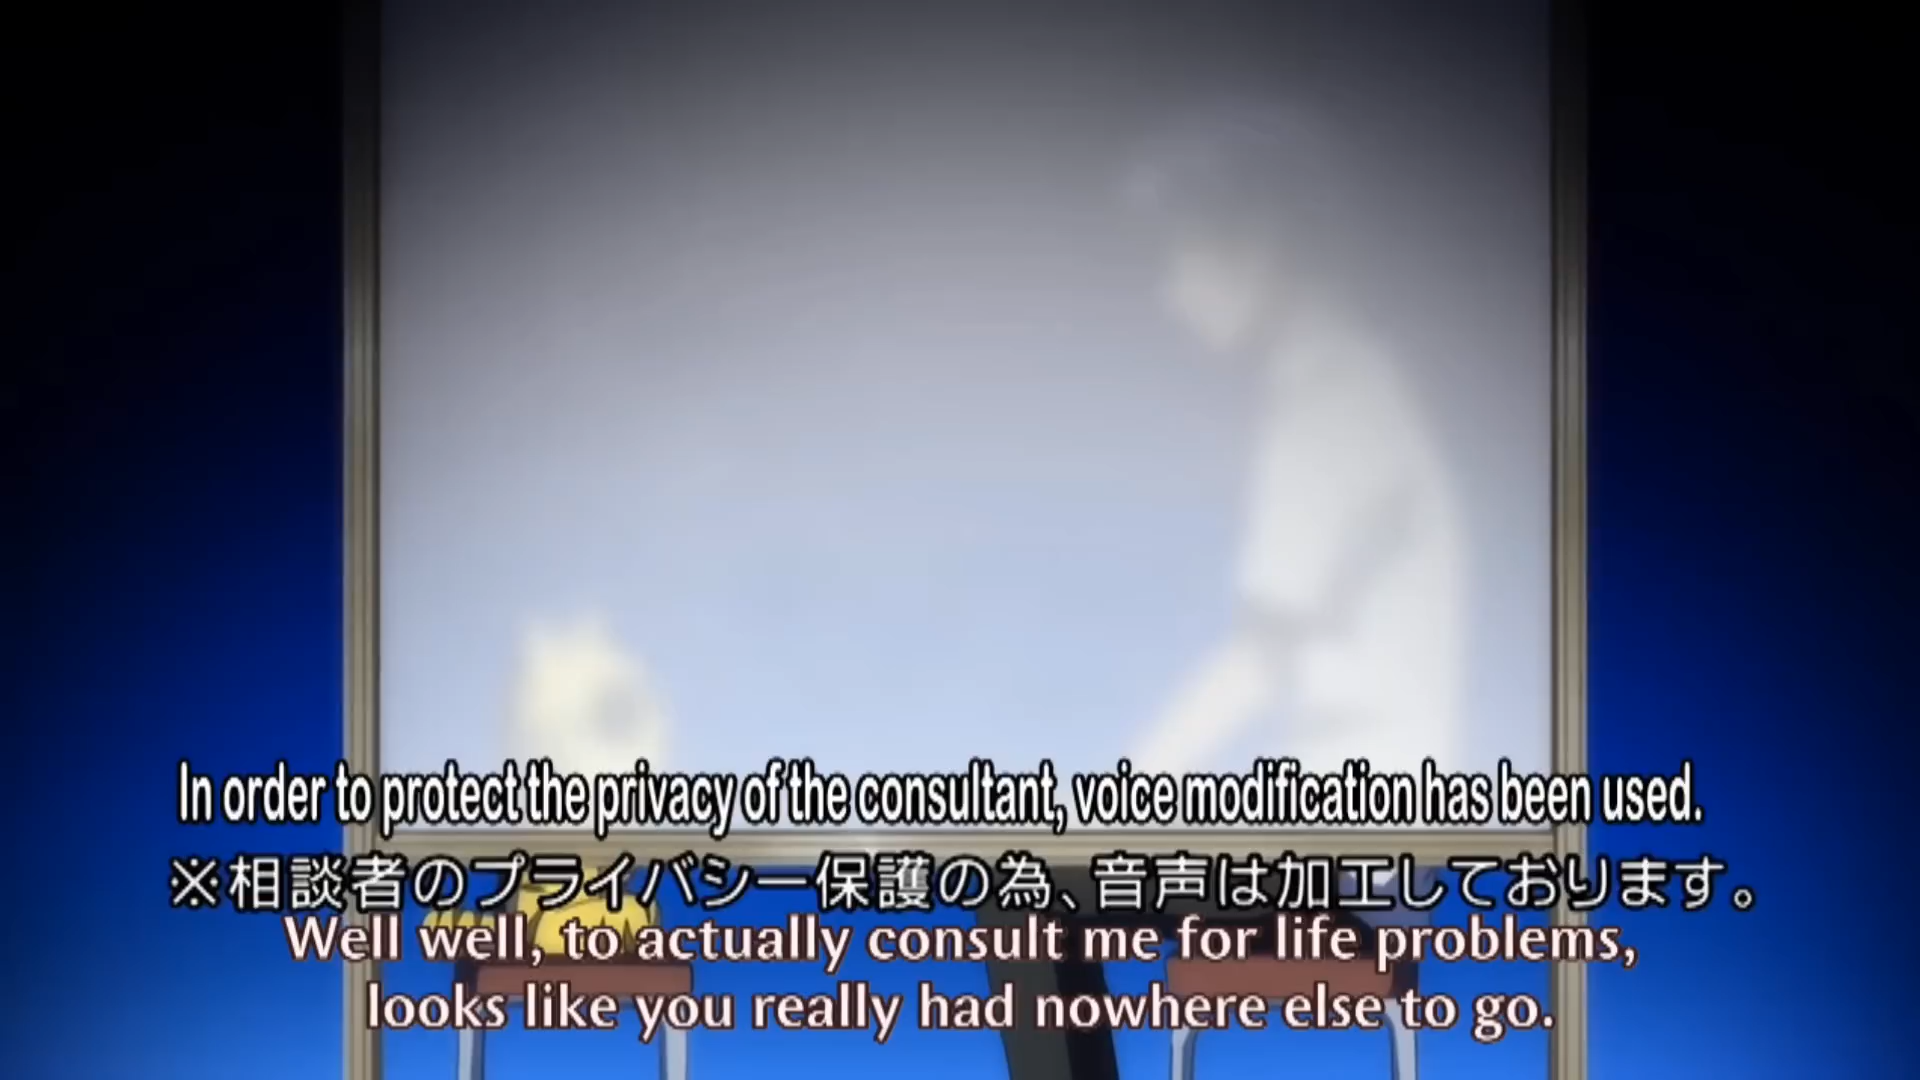 In order to protect the privacy of the consultant, voice modification has been used.
※相談者のプライバシー保護の為、音声は加工しております。
Well well, to actually consult me for life problems,
looks like you really had nowhere else to go.